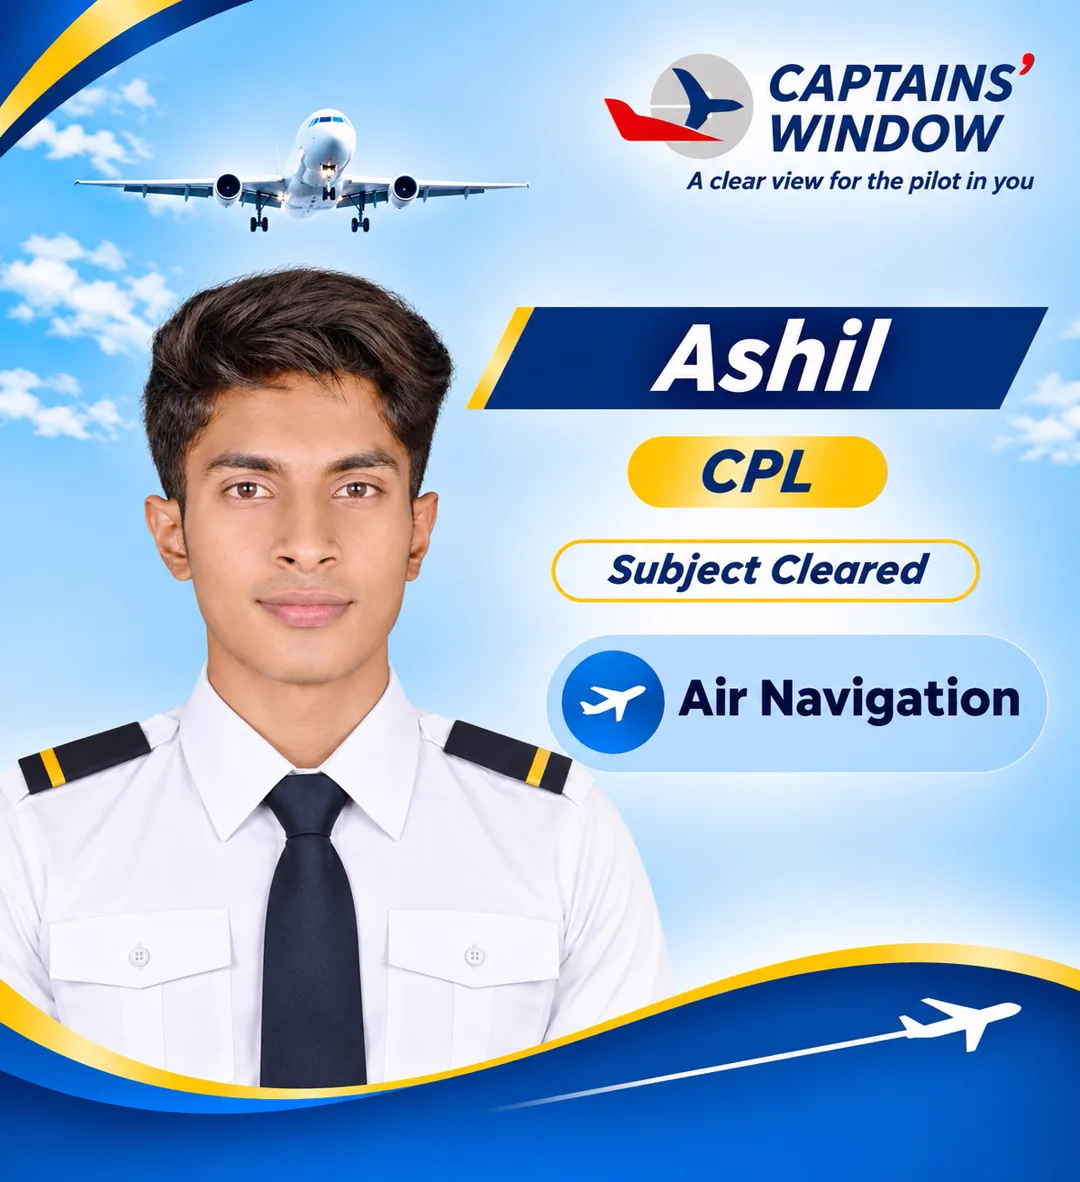 CAPTAINS’
WINDOW
A clear view for the pilot in you
Ashil
CPL
Subject Cleared
Air Navigation